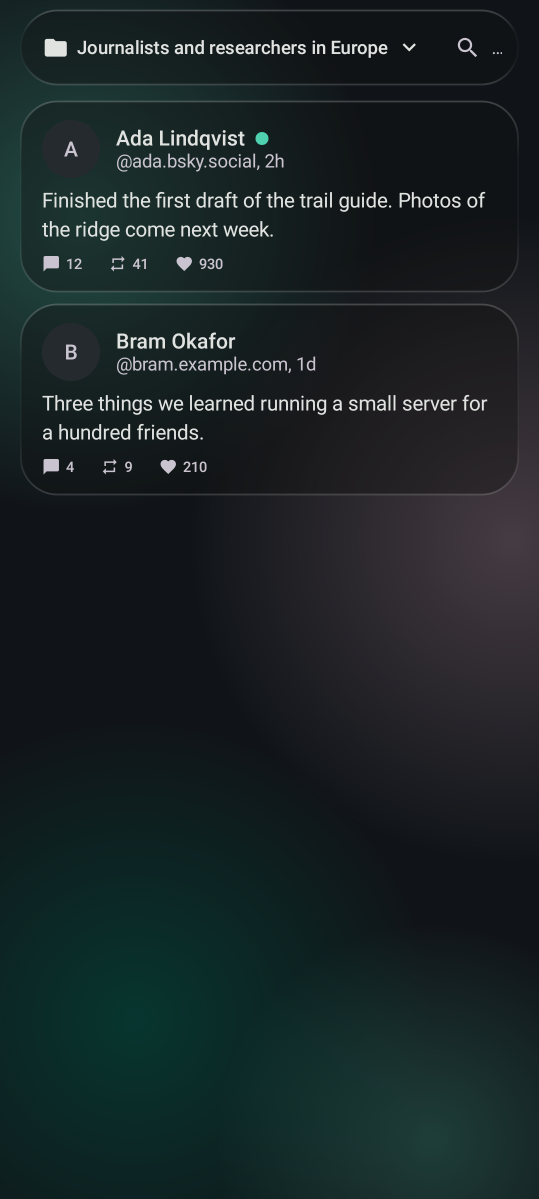 Journalists and researchers in Europe ...
A
Ada Lindqvist
@ada.bsky.social, 2h
Finished the first draft of the trail guide. Photos of
the ridge come next week.
12 41 930
B
Bram Okafor
@bram.example.com, 1d
Three things we learned running a small server for
a hundred friends.
4 9 210